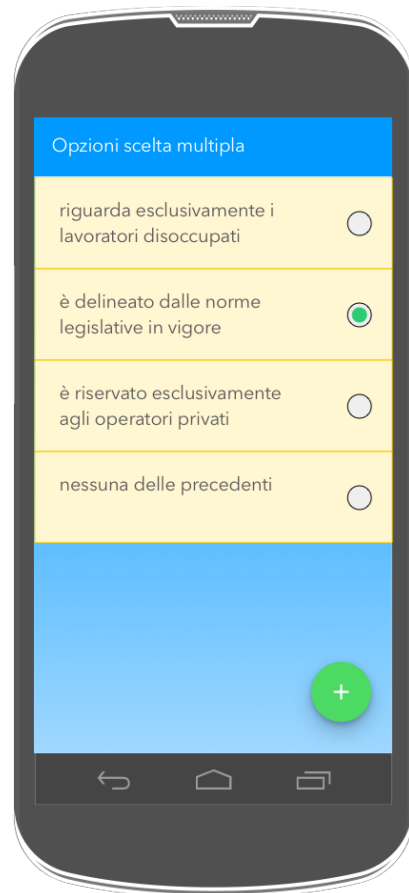 Opzioni scelta multipla
riguarda esclusivamente i
lavoratori disoccupati
è delineato dalle norme
legislative in vigore
è riservato esclusivamente
agli operatori privati
nessuna delle precedenti
+